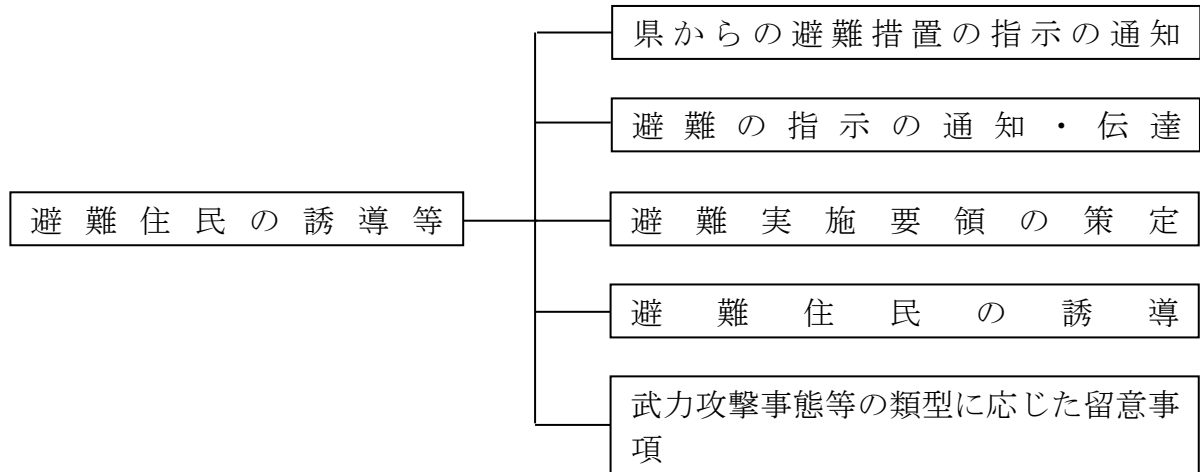 県からの避難措置の指示の通知
避難の指示の通知・伝達
避難住民の誘導等
避難実施要領の策定
避難住民の誘導
武力攻撃事態等の類型に応じた留意事
項